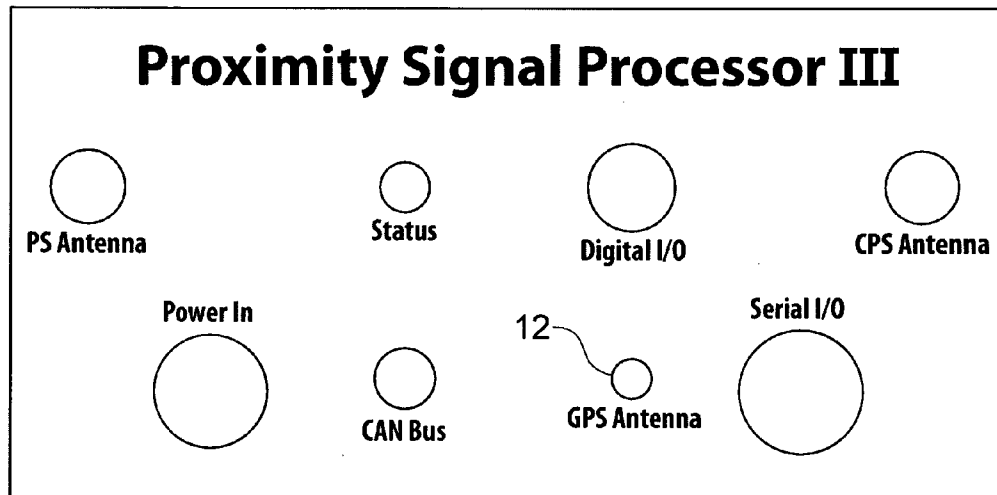 Proximity Signal Processor III
PS Antenna
Status
Digital I/O
CPS Antenna
Power In
CAN Bus
12
GPS Antenna
Serial I/O